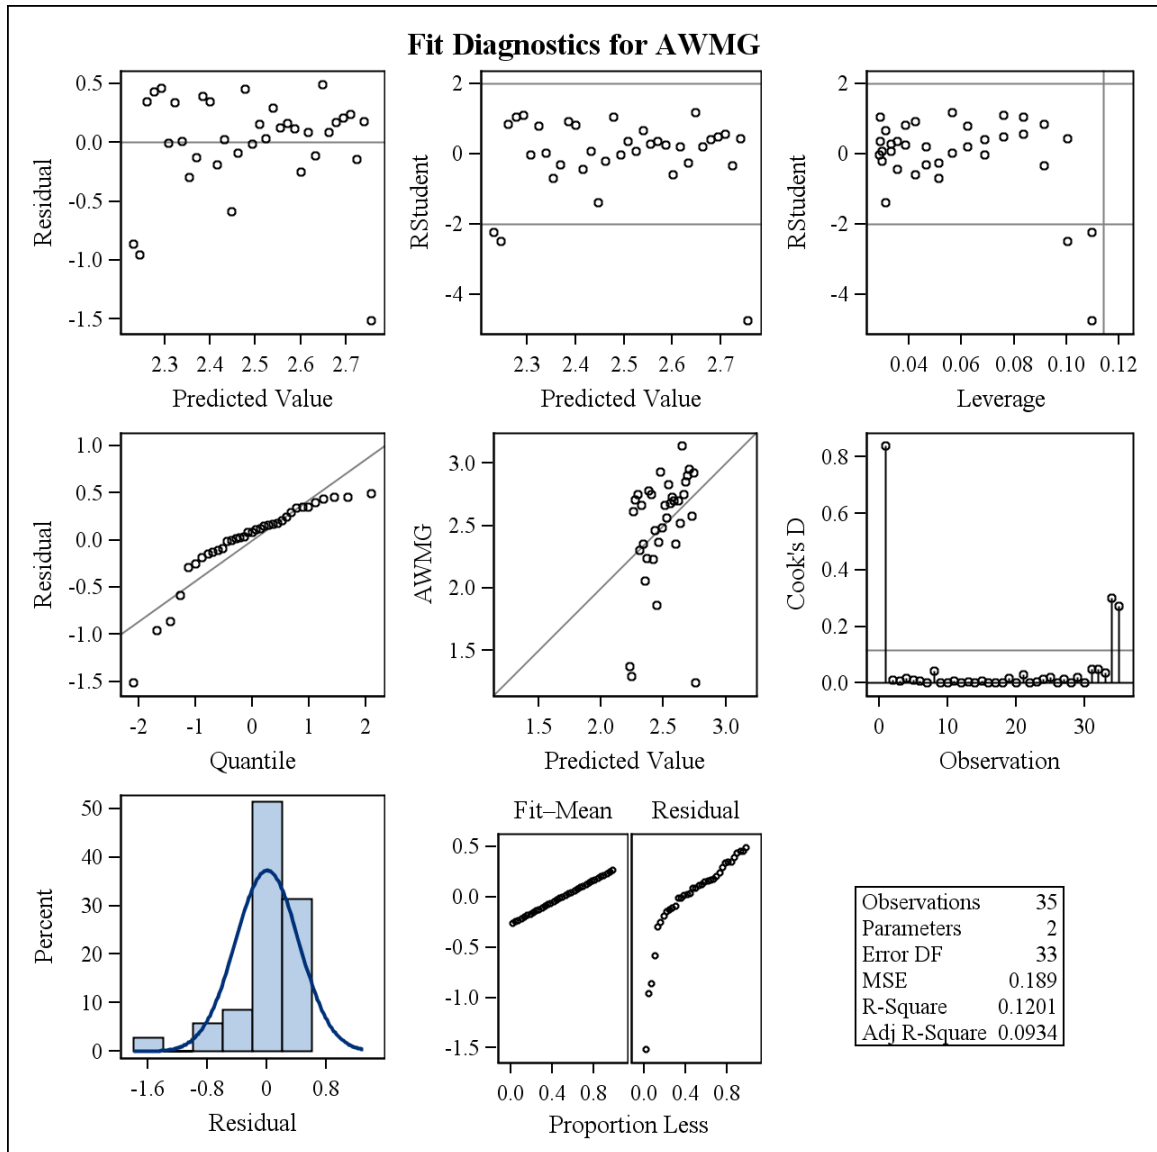 Fit Diagnostics for AWMG
0.5
0.0
-0.5
-1.0
-1.5
Residual
2.3 2.4 2.5 2.6 2.7
Predicted Value
2
0
-2
-4
RStudent
2.3 2.4 2.5 2.6 2.7
Predicted Value
2
0
-2
-4
RStudent
0.04 0.06 0.08 0.10 0.12
Leverage
1.0
0.5
0.0
-0.5
-1.0
-1.5
Residual
-2 -1 0 1 2
Quantile
3.0
2.5
2.0
1.5
AWMG
1.5 2.0 2.5 3.0
Predicted Value
0.8
0.6
0.4
0.2
0.0
Cook's D
0 10 20 30
Observation
50
40
30
20
10
0
Percent
-1.6 -0.8 0 0.8
Residual
Fit–Mean Residual
0.5
0.0
-0.5
-1.0
-1.5
0.0 0.4 0.8 0.0 0.4 0.8
Proportion Less
Observations 35
Parameters 2
Error DF 33
MSE 0.189
R-Square 0.1201
Adj R-Square 0.0934